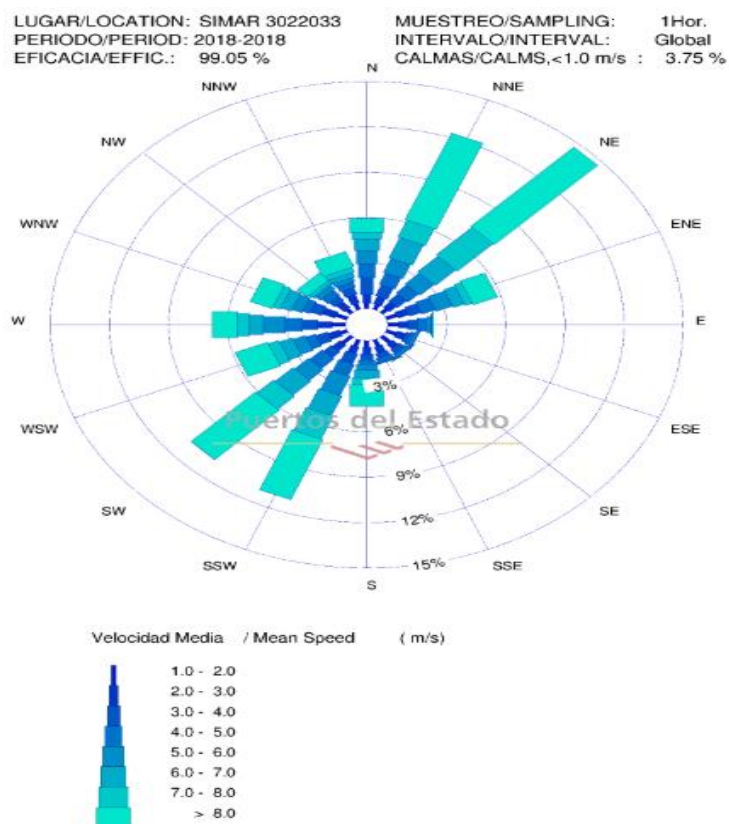 LUGAR/LOCATION: SIMAR 3022033 MUESTREO/SAMPLING: 1Hor.
PERIODO/PERIOD: 2018-2018 INTERVALO/INTERVAL: Global
EFICACIA/EFFIC.: 99.05 % CALMAS/CALMS,<1.0 m/s : 3.75 %
N
NNW NNE
NW NE
WNW ENE
W E
3%
Puertos del Estado
WSW 6% ESE
9%
SW 12% SE
SSW 15% SSE
S
Velocidad Media / Mean Speed ( m/s)
1.0 - 2.0
2.0 - 3.0
3.0 - 4.0
4.0 - 5.0
5.0 - 6.0
6.0 - 7.0
7.0 - 8.0
> 8.0